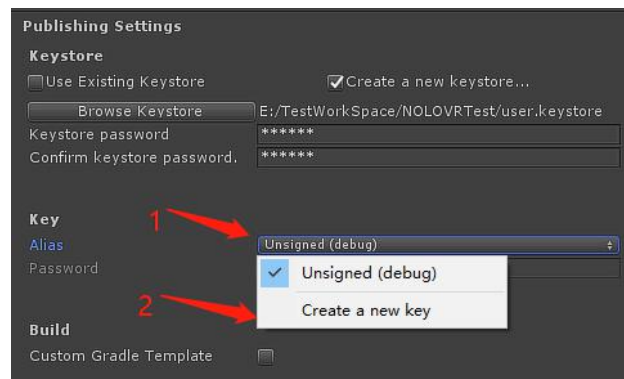 Publishing Settings
Keystore
Use Existing Keystore Create a new keystore...
Browse Keystore E:/TestWorkSpace/NOLOVRTest/user.keystore
Keystore password ******
Confirm keystore password. ******
Key 1
Alias Unsigned (debug)
Password Unsigned (debug)
2 Create a new key
Build
Custom Gradle Template